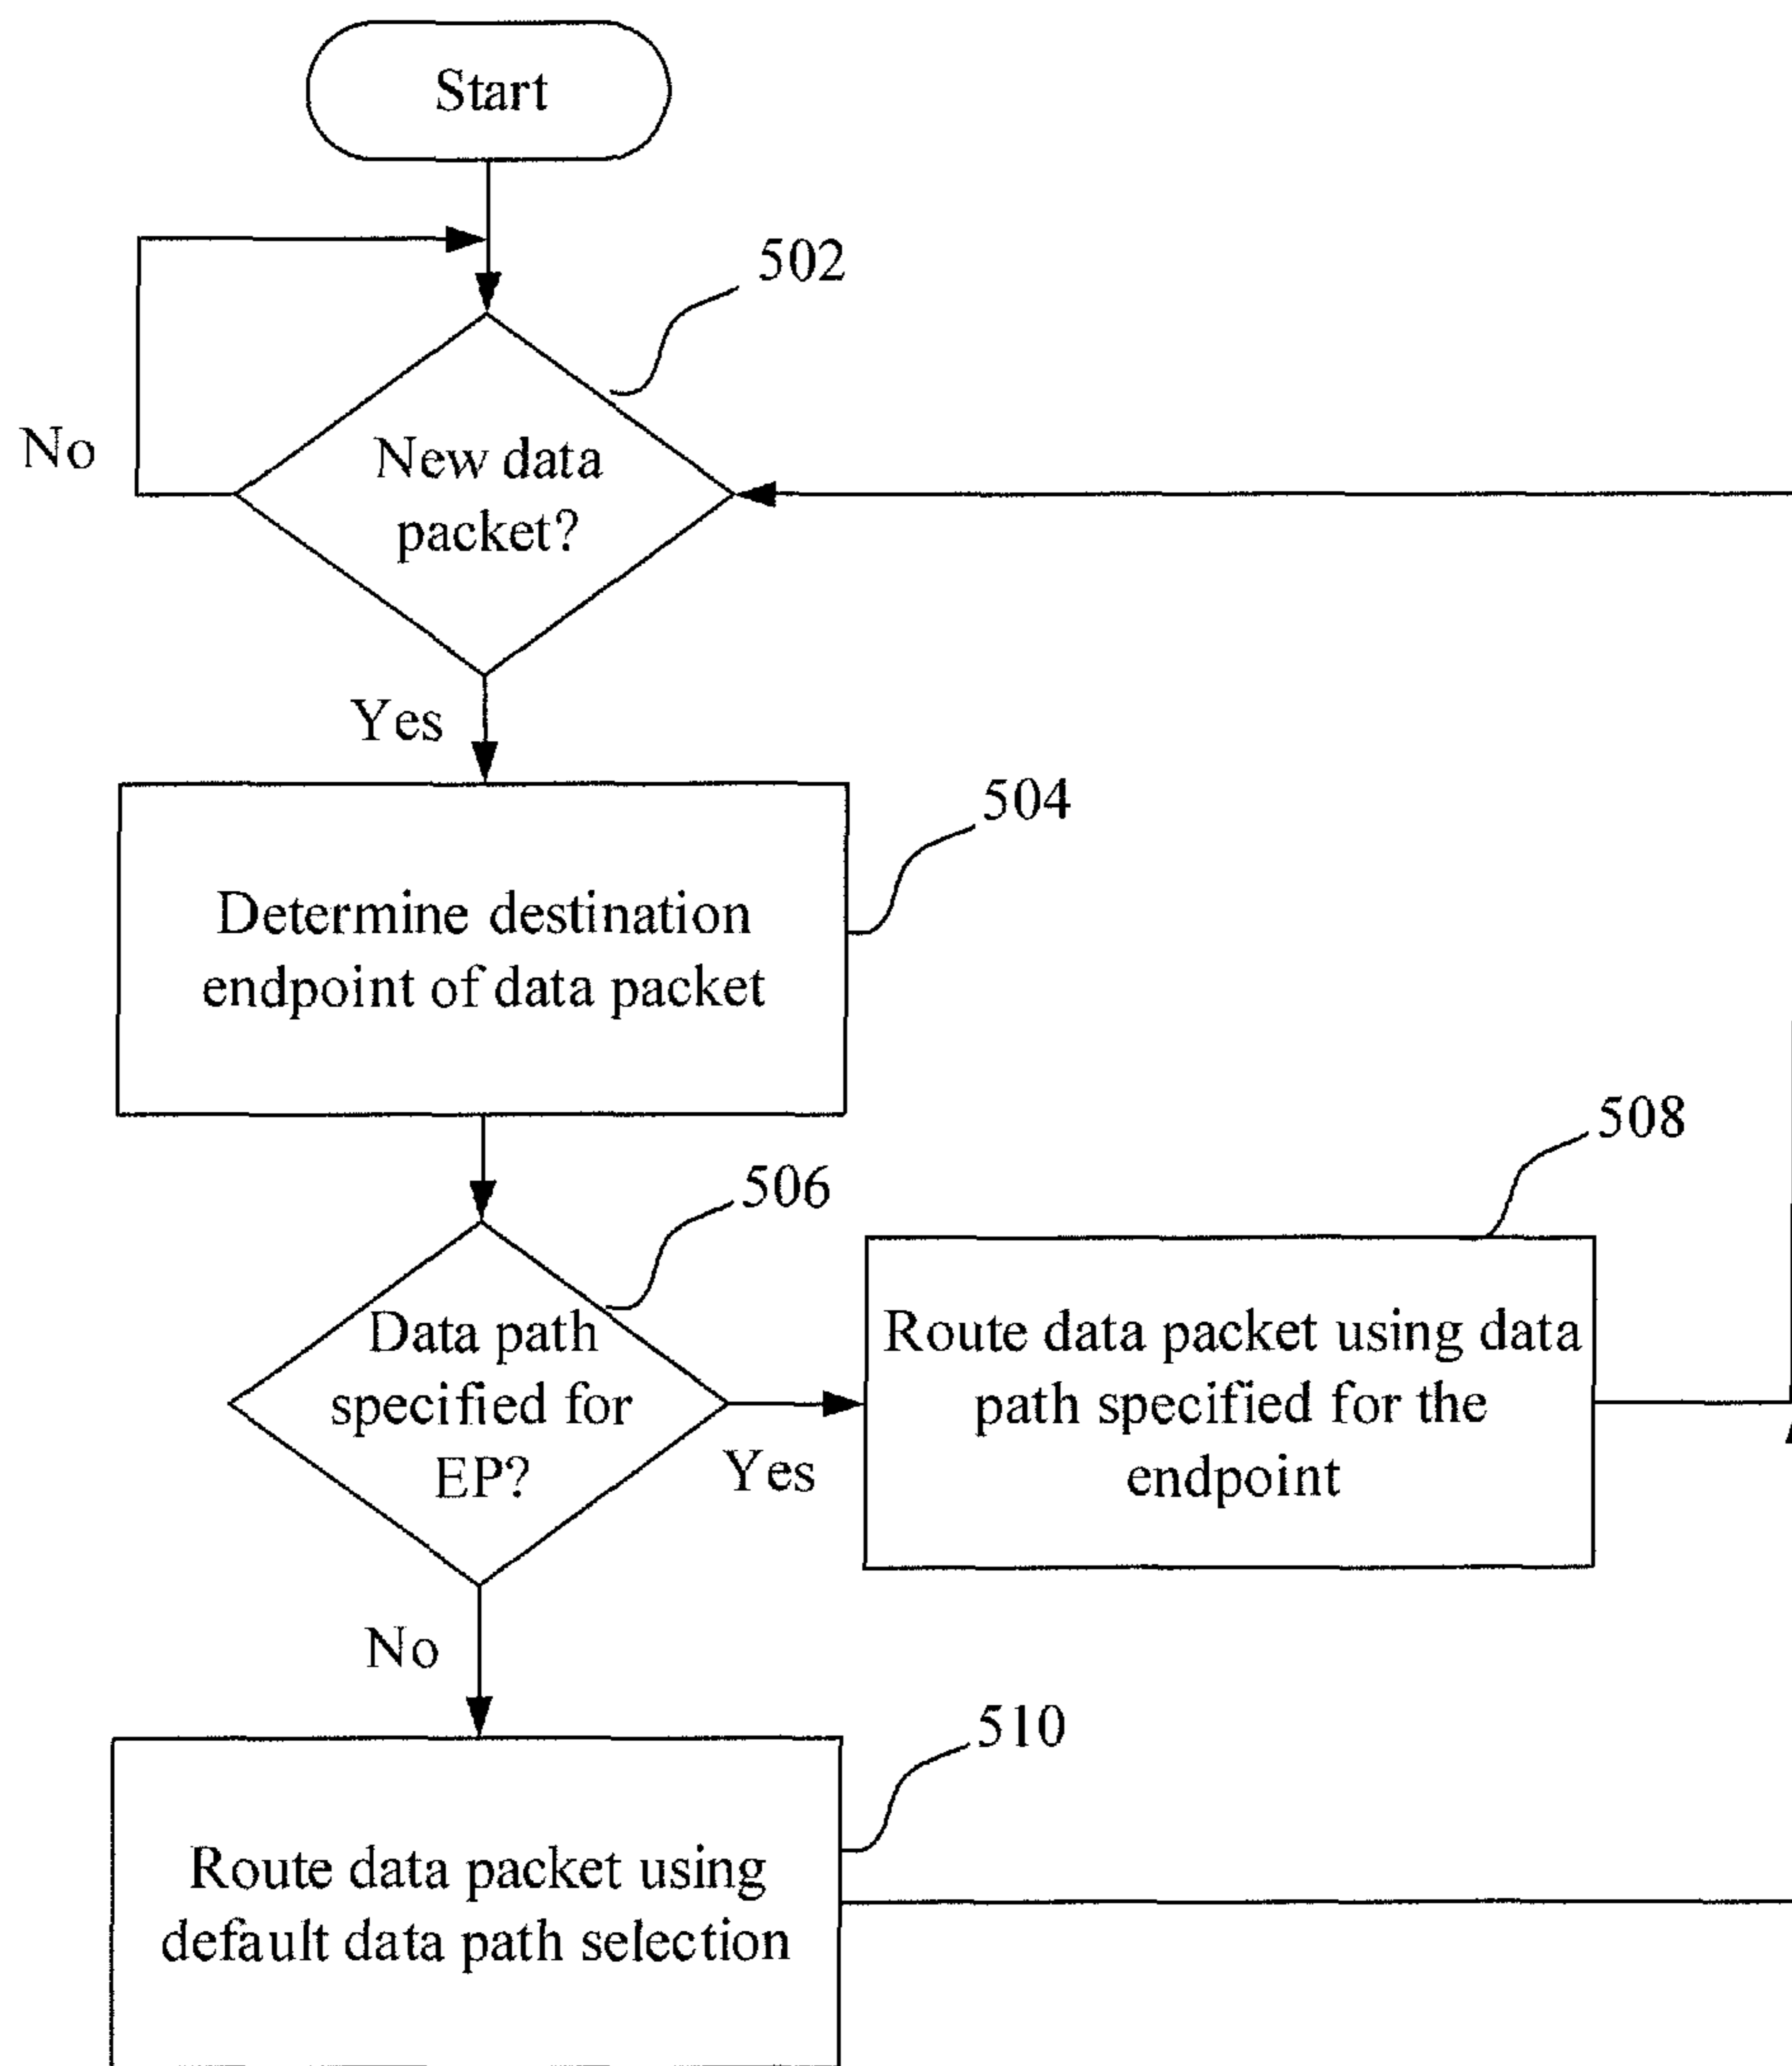 Start
502
No
New data
packet?
Yes
504
Determine destination
endpoint of data packet
506
508
Data path
specified for
EP?
Yes
Route data packet using data
path specified for the
endpoint
No
510
Route data packet using
default data path selection